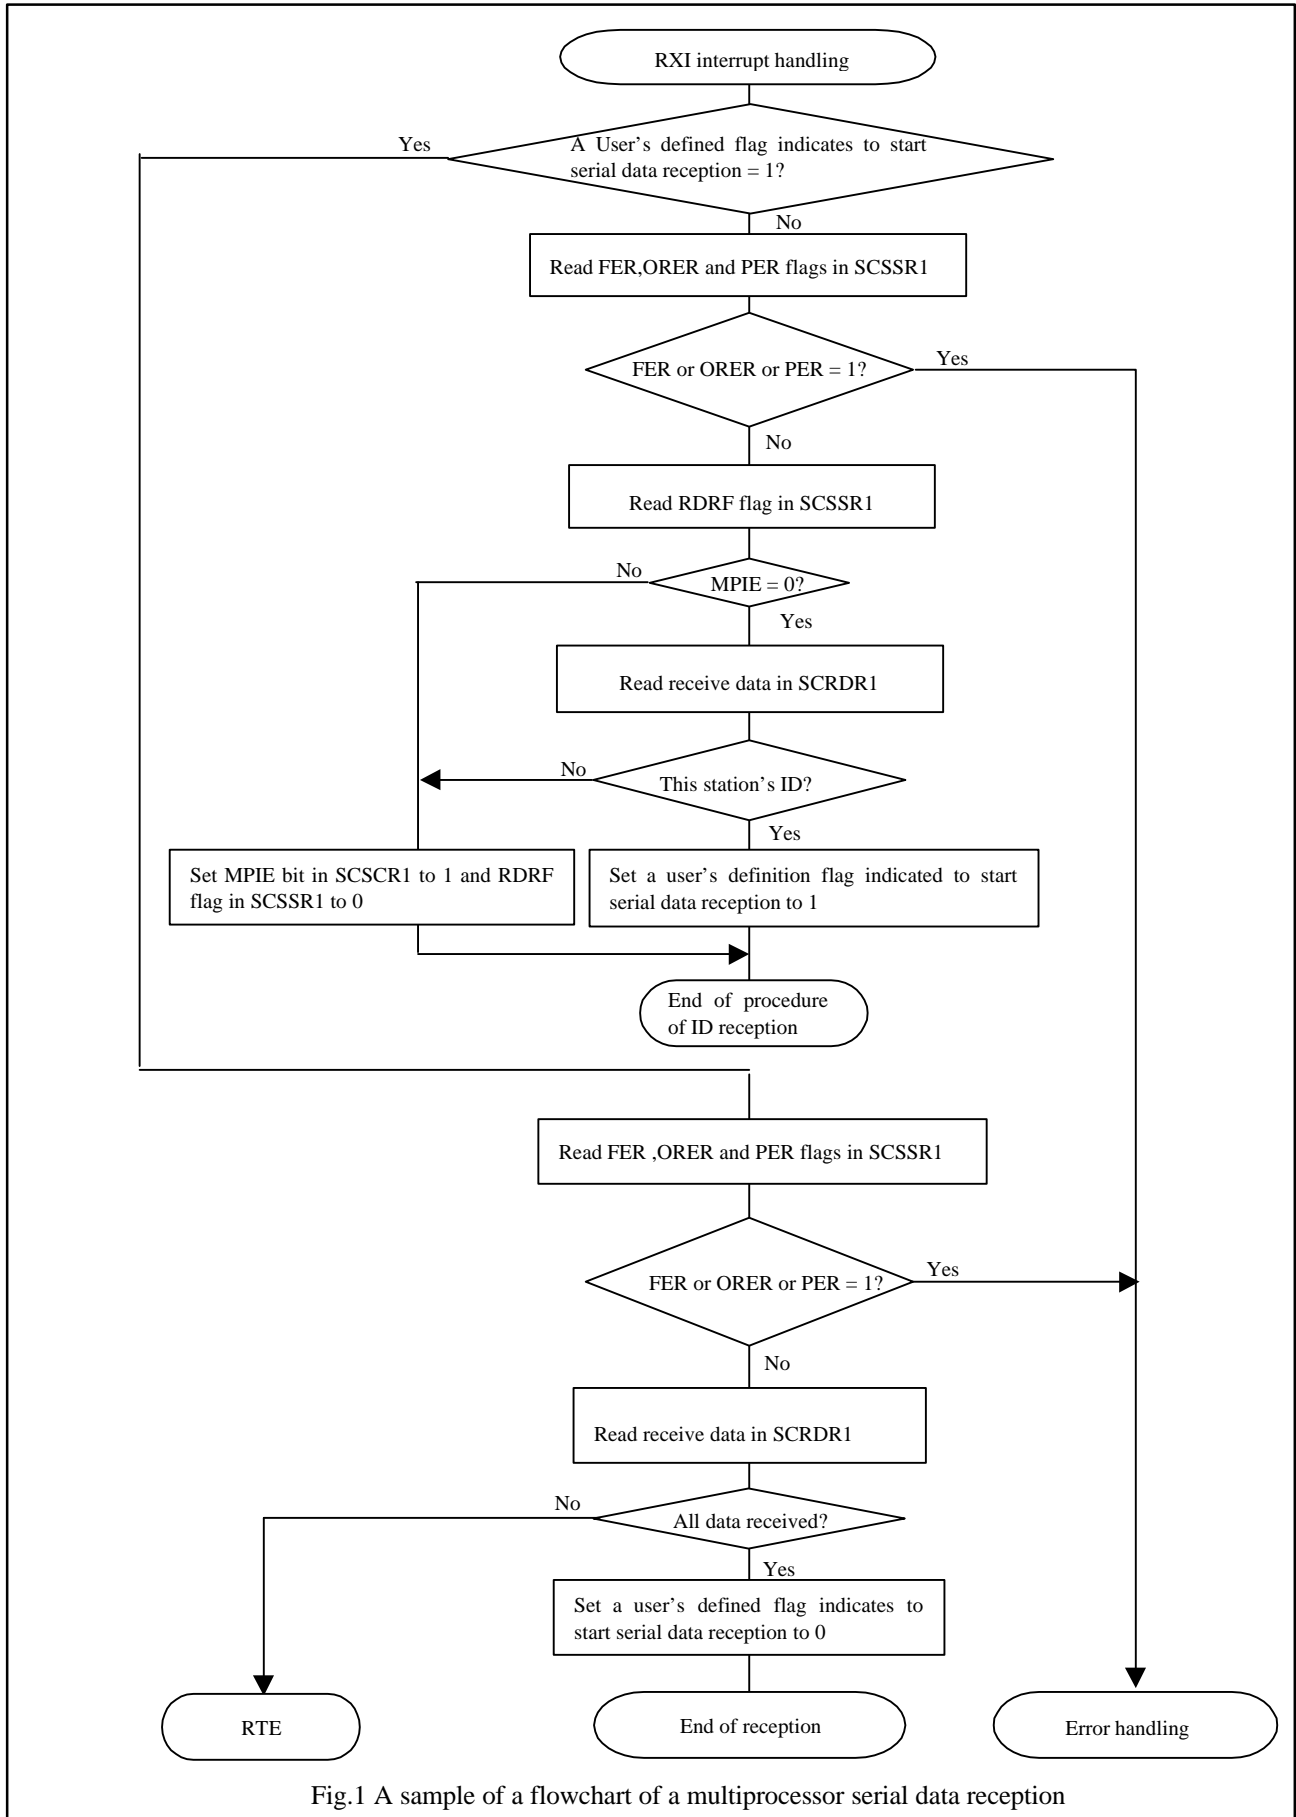 RXI interrupt handling
Yes
A User's defined flag indicates to start
serial data reception = 1?
No
Read FER,ORER and PER flags in SCSSR1
FER or ORER or PER = 1?
Yes
No
Read RDRF flag in SCSSR1
No
MPIE = 0?
Yes
Read receive data in SCRDR1
No
This station's ID?
Yes
Set MPIE bit in SCSCR1 to 1 and RDRF
flag in SCSSR1 to 0
Set a user's definition flag indicated to start
serial data reception to 1
End of procedure
of ID reception
Read FER ,ORER and PER flags in SCSSR1
FER or ORER or PER = 1?
Yes
No
Read receive data in SCRDR1
No
All data received?
Yes
Set a user's defined flag indicates to
start serial data reception to 0
RTE
End of reception
Error handling
Fig.1 A sample of a flowchart of a multiprocessor serial data reception